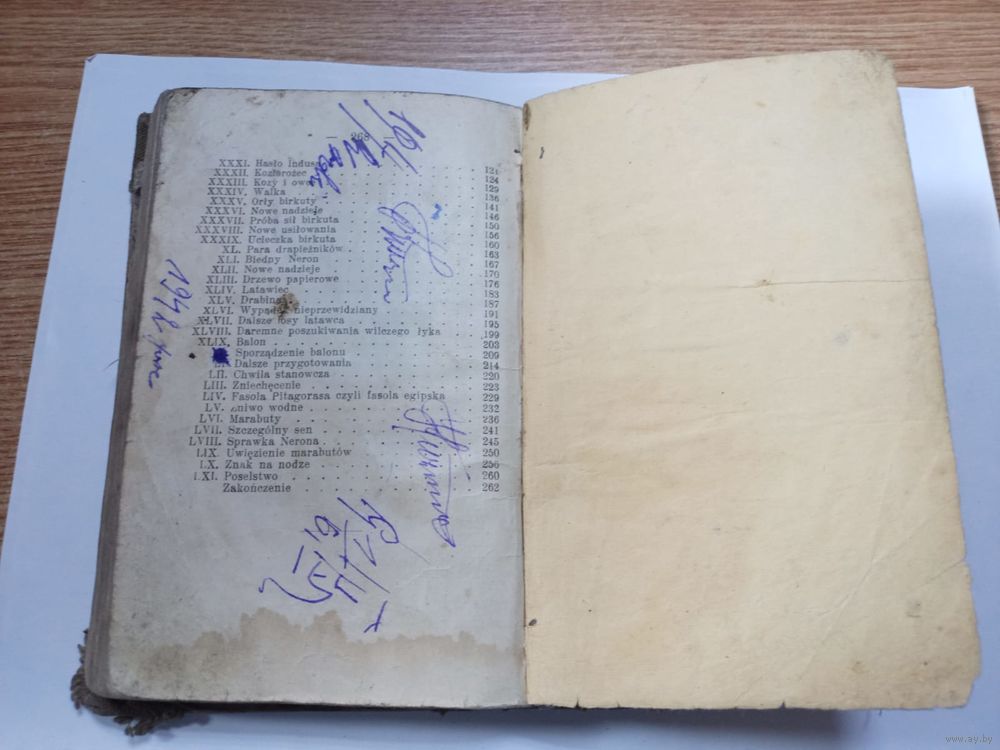 — 268 —
XXXI. Hasło Indusa 121
XXXII. Koziorożec 124
XXXIII. Kozy i owce 129
XXXIV. Walka 136
XXXV. Orły birkuty 141
XXXVI. Nowe nadzieje 146
XXXVII. Próba sił birkuta 150
XXXVIII. Nowe usiłowania 156
XXXIX. Ucieczka birkuta 160
XL. Para drapieżników 163
XLI. Biedny Neron 167
XLII. Nowe nadzieje 170
XLIII. Drzewo papierowe 176
XLIV. Latawiec 183
XLV. Drabina 187
XLVI. Wypadek nieprzewidziany 191
XLVII. Dalsze losy latawca 195
XLVIII. Daremne poszukiwania wilczego łyka 199
XLIX. Balon 203
Sporządzenie balonu 209
Dalsze przygotowania 214
LII. Chwila stanowcza 220
LIII. Zniechęcenie 223
LIV. Fasola Pitagorasa czyli fasola egipska 229
LV. wodne 232
LVI. Marabuty 236
LVII. Szczególny sen 241
LVIII. Sprawka Nerona 245
LIX. Uwięzienie marabutów 250
LX. Znak na nodze 256
LXI. Poselstwo 260
Zakończenie 262
www.ay.by